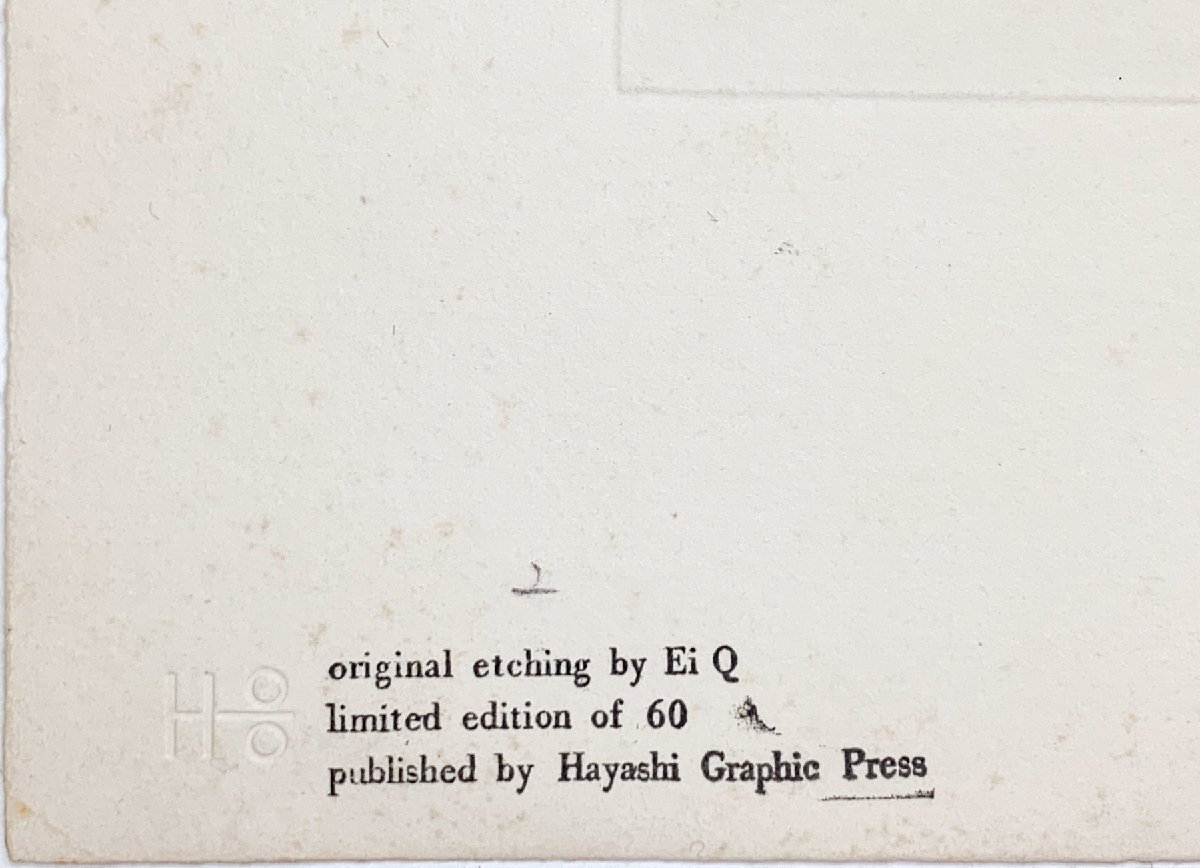 original etching by Ei Q
limited edition of 60
published by Hayashi Graphic Press